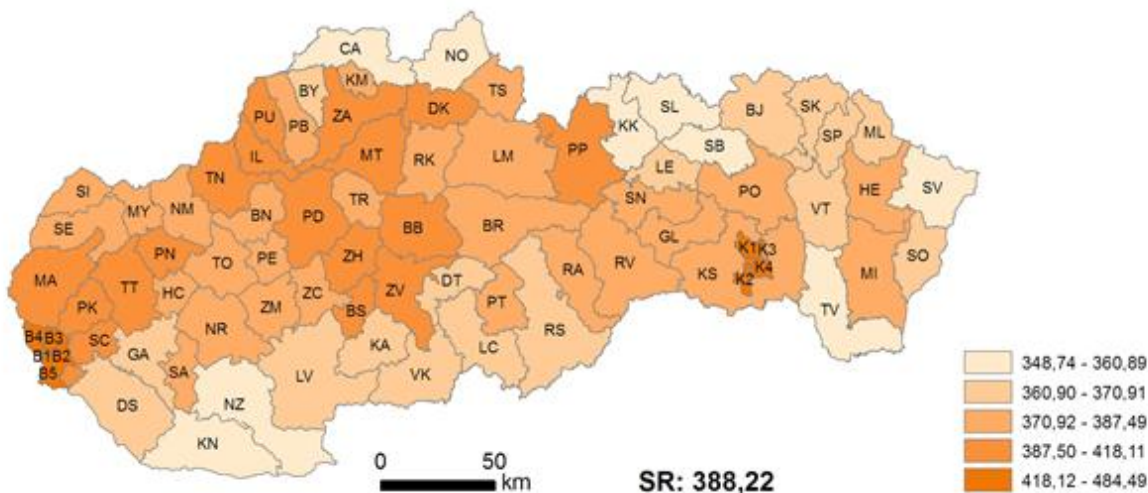 CA
NO
BY
KM
PU
PB
ZA
DK
TS
IL
MT
RK
LM
PP
KK
SL
SB
BJ
SK
SP
ML
LE
TN
SI
MY
NM
BN
TR
PD
BB
BR
SN
PO
HE
SV
SE
GL
VT
MA
PN
TO
PE
ZH
DT
RA
RV
KS
K1
K3
K4
K2
MI
SO
TT
HC
ZM
ZC
ZV
PK
BS
PT
TV
B4
B3
SC
NR
RS
B1
B2
GA
KA
LC
B5
SA
LV
VK
DS
NZ
KN
348,74 - 360,89
360,90 - 370,91
370,92 - 387,49
387,50 - 418,11
418,12 - 484,49
0 50
km
SR: 388,22